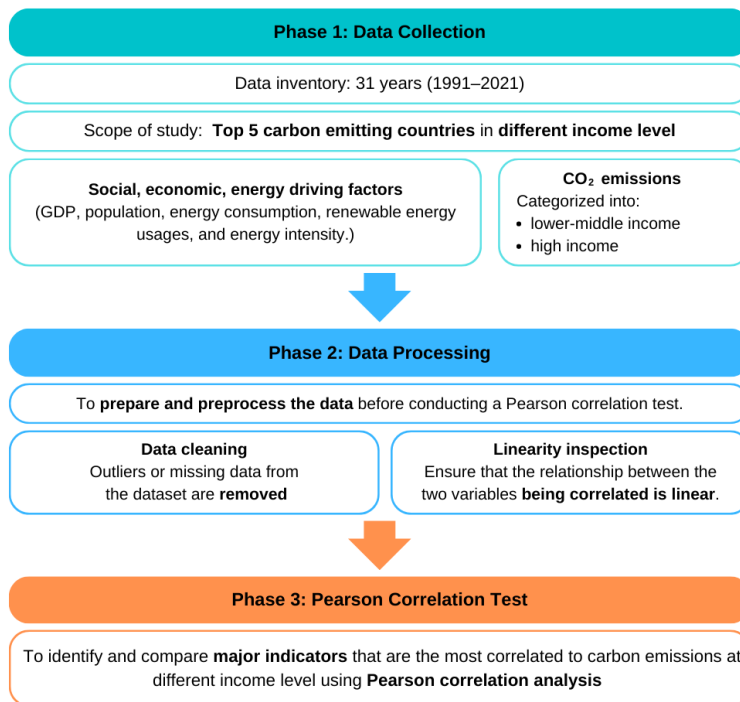 Phase 1: Data Collection
Data inventory: 31 years (1991–2021)
Scope of study: Top 5 carbon emitting countries in different income level
Social, economic, energy driving factors
(GDP, population, energy consumption, renewable energy
usages, and energy intensity.)
CO₂ emissions
Categorized into:
• lower-middle income
• high income
Phase 2: Data Processing
To prepare and preprocess the data before conducting a Pearson correlation test.
Data cleaning
Outliers or missing data from
the dataset are removed
Linearity inspection
Ensure that the relationship between the
two variables being correlated is linear.
Phase 3: Pearson Correlation Test
To identify and compare major indicators that are the most correlated to carbon emissions at
different income level using Pearson correlation analysis